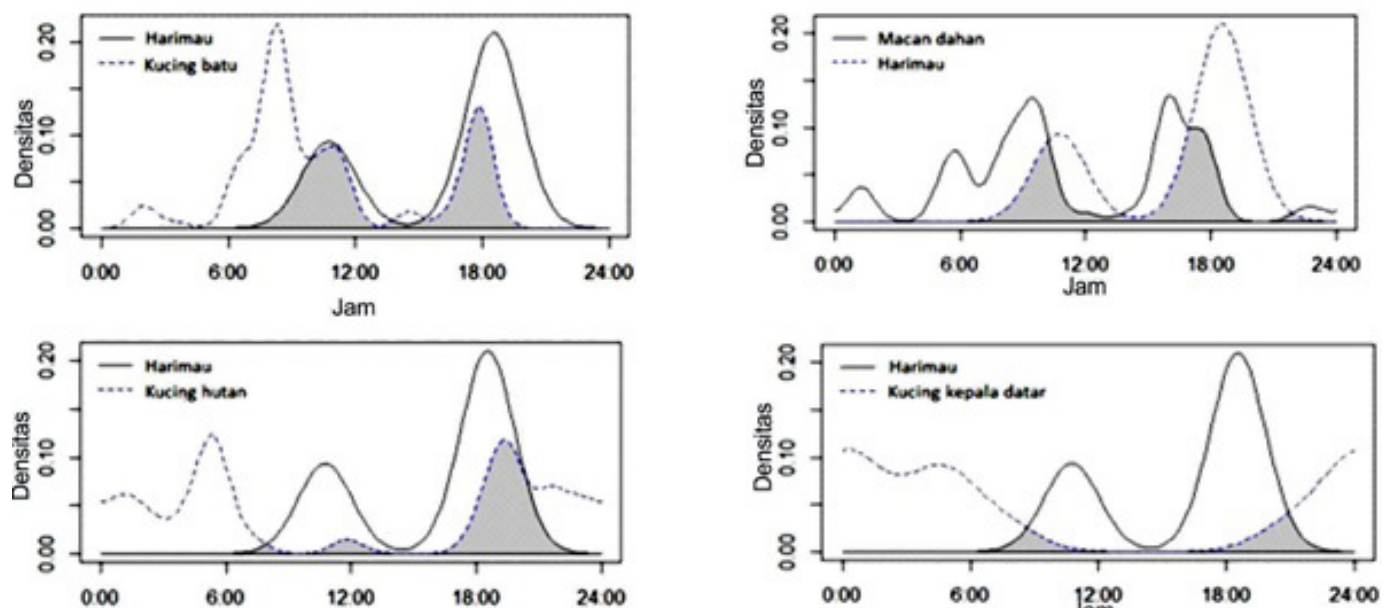 Harimau
Kucing batu
Densitas
0.00 0.10 0.20
0:00 6:00 12:00 18:00 24:00
Jam
Macan dahan
Harimau
Densitas
0.00 0.10 0.20
0:00 6:00 12:00 18:00 24:00
Jam
Harimau
Kucing hutan
Densitas
0.00 0.10 0.20
0:00 6:00 12:00 18:00 24:00
Harimau
Kucing kepala datar
Densitas
0.00 0.10 0.20
0:00 6:00 12:00 18:00 24:00